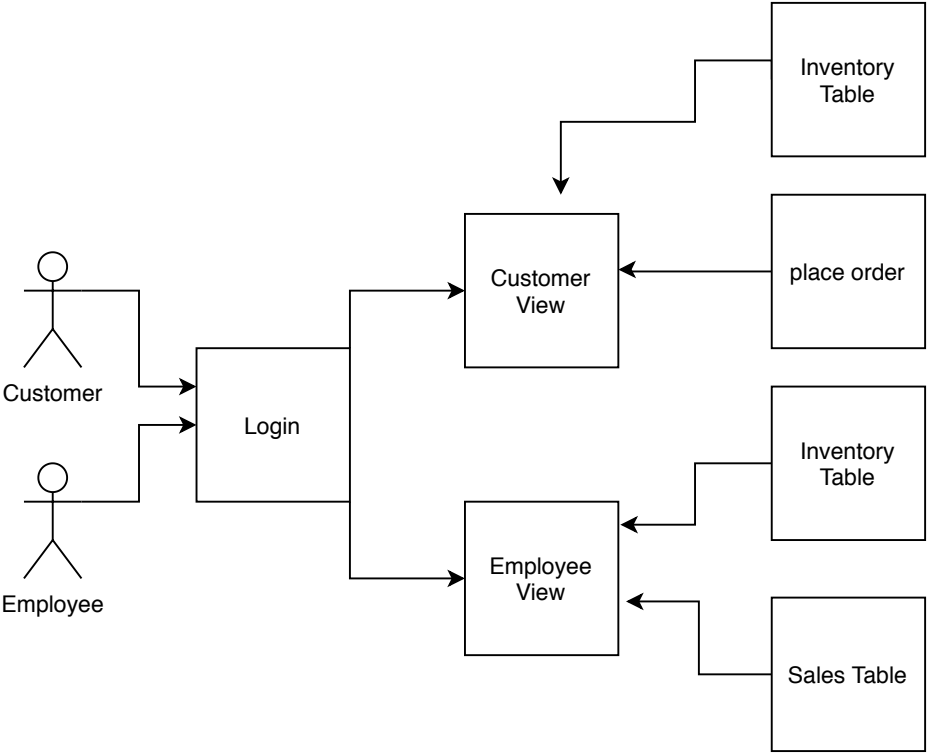 Inventory
Table
Customer
View
place order
Customer
Login
Inventory
Table
Employee
View
Employee
Sales Table